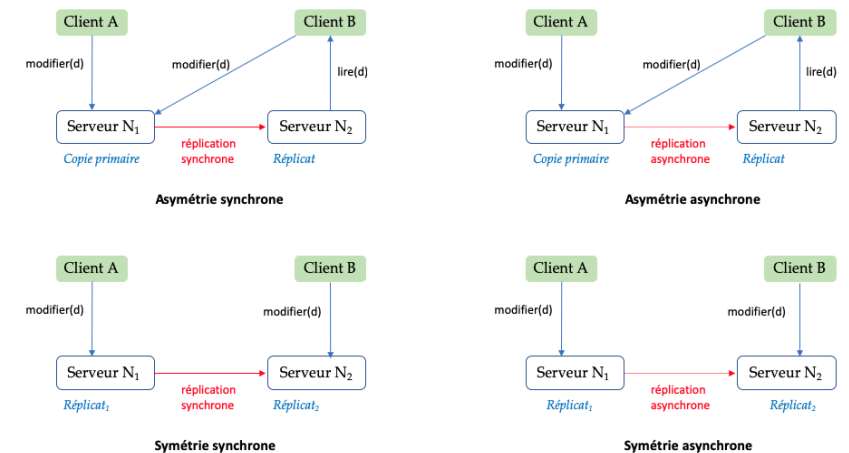 Client A
Client B
modifier(d)
modifier(d)
lire(d)
Serveur N₁
Serveur N₂
réplication
synchrone
Copie primaire
Réplicat
Asymétrie synchrone
Client A
Client B
modifier(d)
modifier(d)
lire(d)
Serveur N₁
Serveur N₂
réplication
asynchrone
Copie primaire
Réplicat
Asymétrie asynchrone
Client A
Client B
modifier(d)
modifier(d)
Serveur N₁
Serveur N₂
réplication
synchrone
Réplicat₁
Réplicat₂
Symétrie synchrone
Client A
Client B
modifier(d)
modifier(d)
Serveur N₁
Serveur N₂
réplication
asynchrone
Réplicat₁
Réplicat₂
Symétrie asynchrone